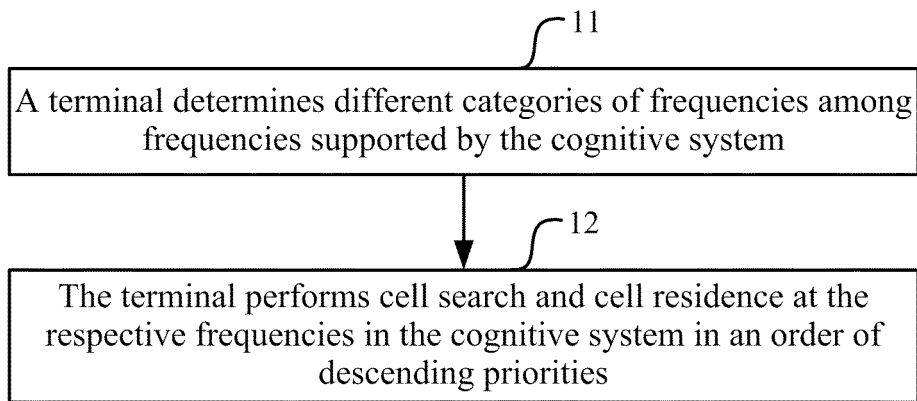 11
A terminal determines different categories of frequencies among
frequencies supported by the cognitive system
12
The terminal performs cell search and cell residence at the
respective frequencies in the cognitive system in an order of
descending priorities